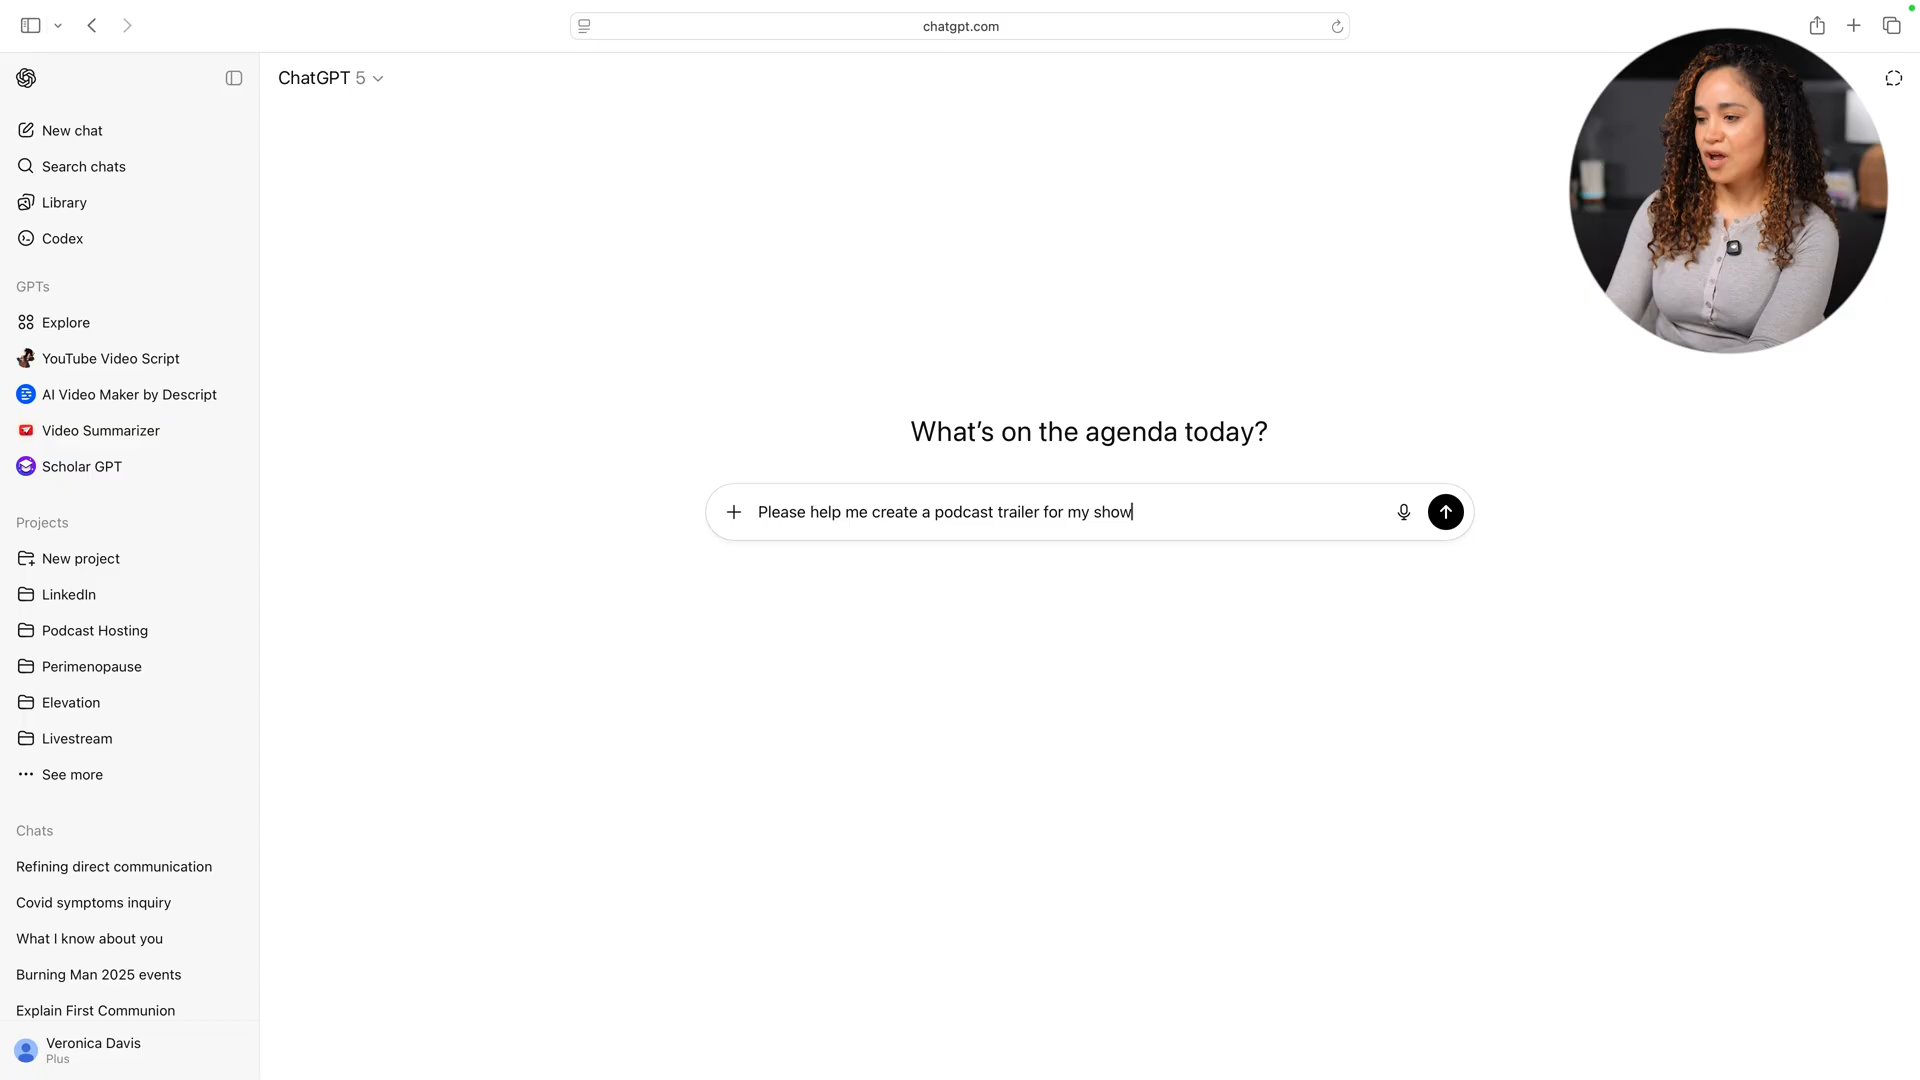 chatgpt.com
ChatGPT 5
New chat
Search chats
Library
Codex
GPTs
Explore
YouTube Video Script
AI Video Maker by Descript
Video Summarizer
Scholar GPT
Projects
New project
LinkedIn
Podcast Hosting
Perimenopause
Elevation
Livestream
See more
Chats
Refining direct communication
Covid symptoms inquiry
What I know about you
Burning Man 2025 events
Explain First Communion
Veronica Davis
Plus
What's on the agenda today?
Please help me create a podcast trailer for my show